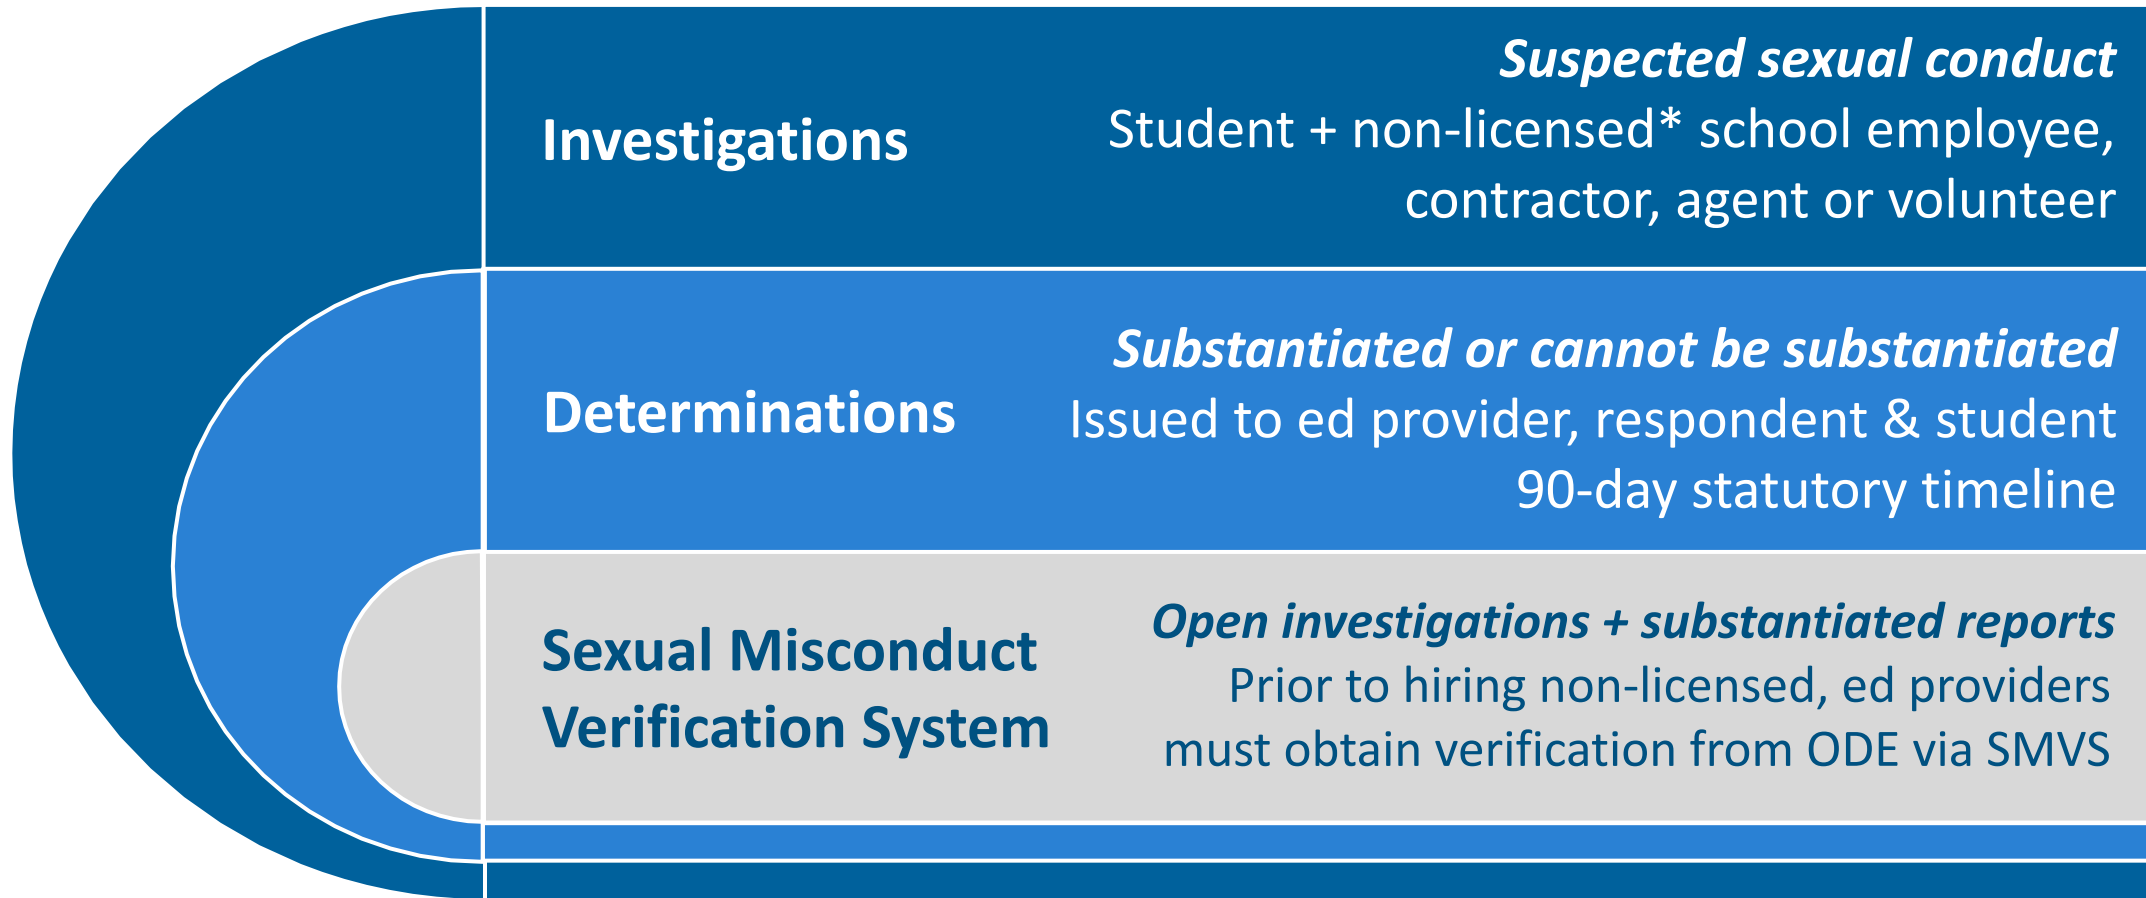 Investigations
Suspected sexual conduct
Student + non-licensed* school employee,
contractor, agent or volunteer
Determinations
Substantiated or cannot be substantiated
Issued to ed provider, respondent & student
90-day statutory timeline
Sexual Misconduct
Verification System
Open investigations + substantiated reports
Prior to hiring non-licensed, ed providers
must obtain verification from ODE via SMVS